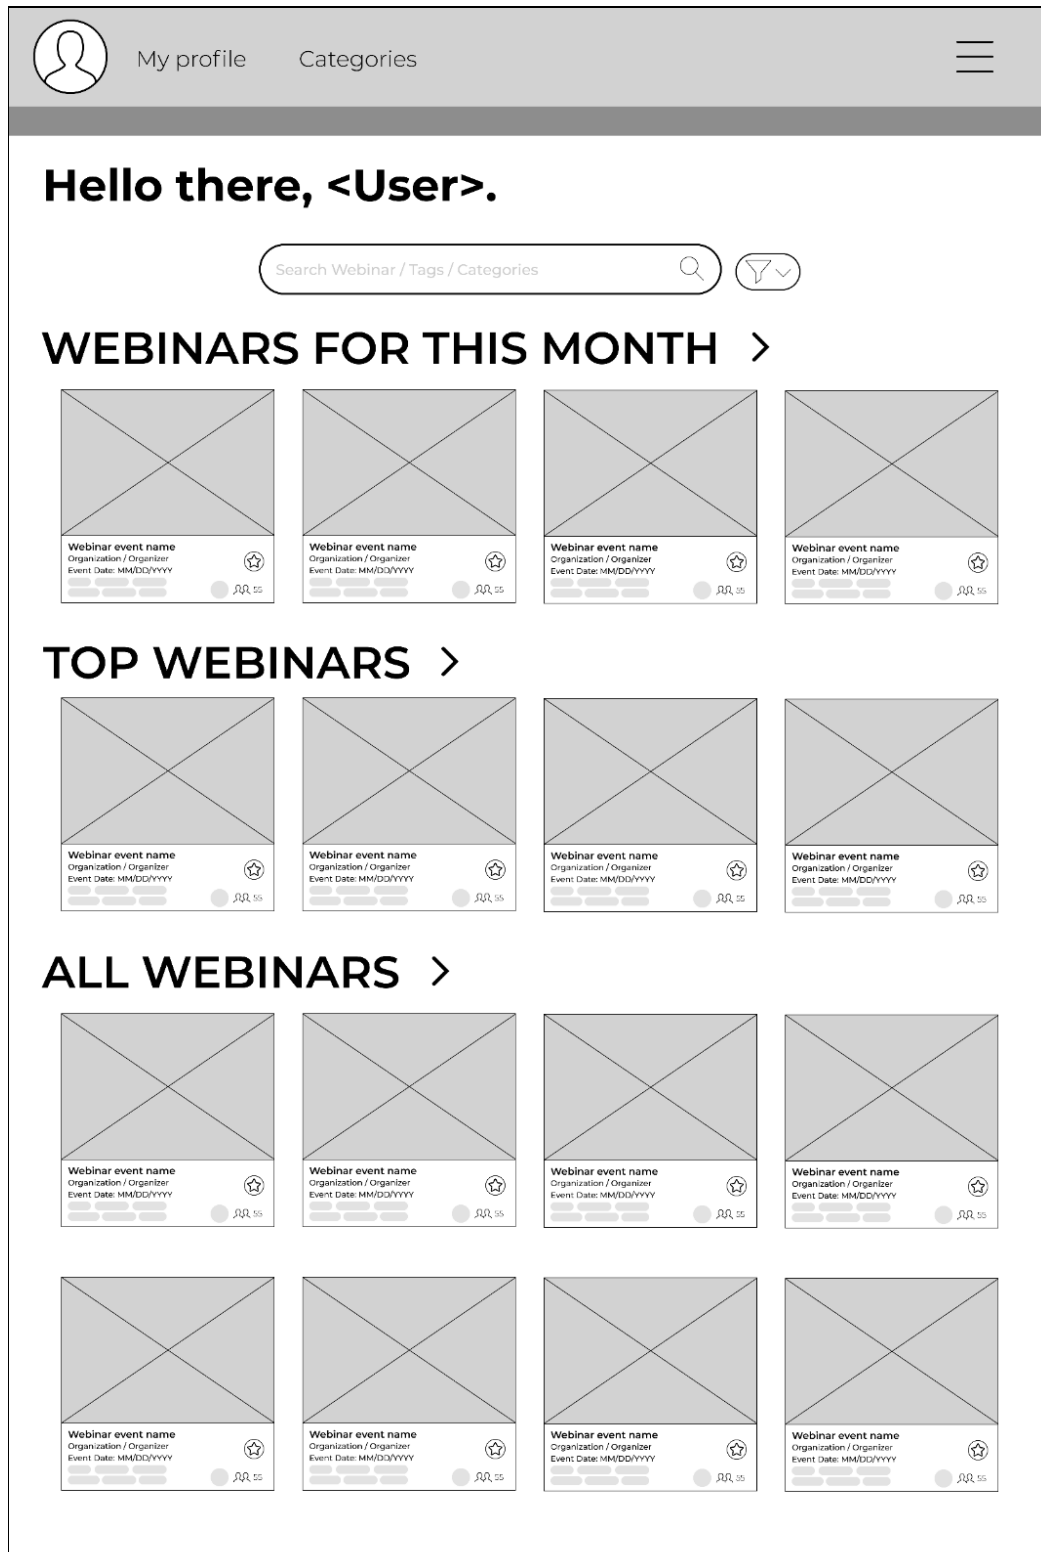 My profile Categories
Hello there, <User>.
Search Webinar / Tags / Categories
WEBINARS FOR THIS MONTH
Webinar event name
Organization / Organizer
Event Date: MM/DD/YYYY
55
Webinar event name
Organization / Organizer
Event Date: MM/DD/YYYY
55
Webinar event name
Organization / Organizer
Event Date: MM/DD/YYYY
55
Webinar event name
Organization / Organizer
Event Date: MM/DD/YYYY
55
TOP WEBINARS
Webinar event name
Organization / Organizer
Event Date: MM/DD/YYYY
55
Webinar event name
Organization / Organizer
Event Date: MM/DD/YYYY
55
Webinar event name
Organization / Organizer
Event Date: MM/DD/YYYY
55
Webinar event name
Organization / Organizer
Event Date: MM/DD/YYYY
55
ALL WEBINARS
Webinar event name
Organization / Organizer
Event Date: MM/DD/YYYY
55
Webinar event name
Organization / Organizer
Event Date: MM/DD/YYYY
55
Webinar event name
Organization / Organizer
Event Date: MM/DD/YYYY
55
Webinar event name
Organization / Organizer
Event Date: MM/DD/YYYY
55
Webinar event name
Organization / Organizer
Event Date: MM/DD/YYYY
55
Webinar event name
Organization / Organizer
Event Date: MM/DD/YYYY
55
Webinar event name
Organization / Organizer
Event Date: MM/DD/YYYY
55
Webinar event name
Organization / Organizer
Event Date: MM/DD/YYYY
55